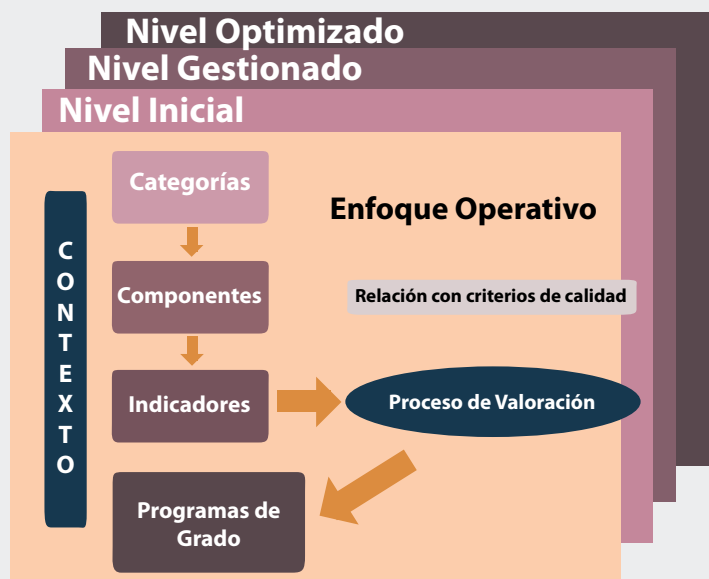 Nivel Optimizado
Nivel Gestionado
Nivel Inicial
Categorías
Enfoque Operativo
CONTEXTO
Componentes
Relación con criterios de calidad
Indicadores
Proceso de Valoración
Programas de
Grado